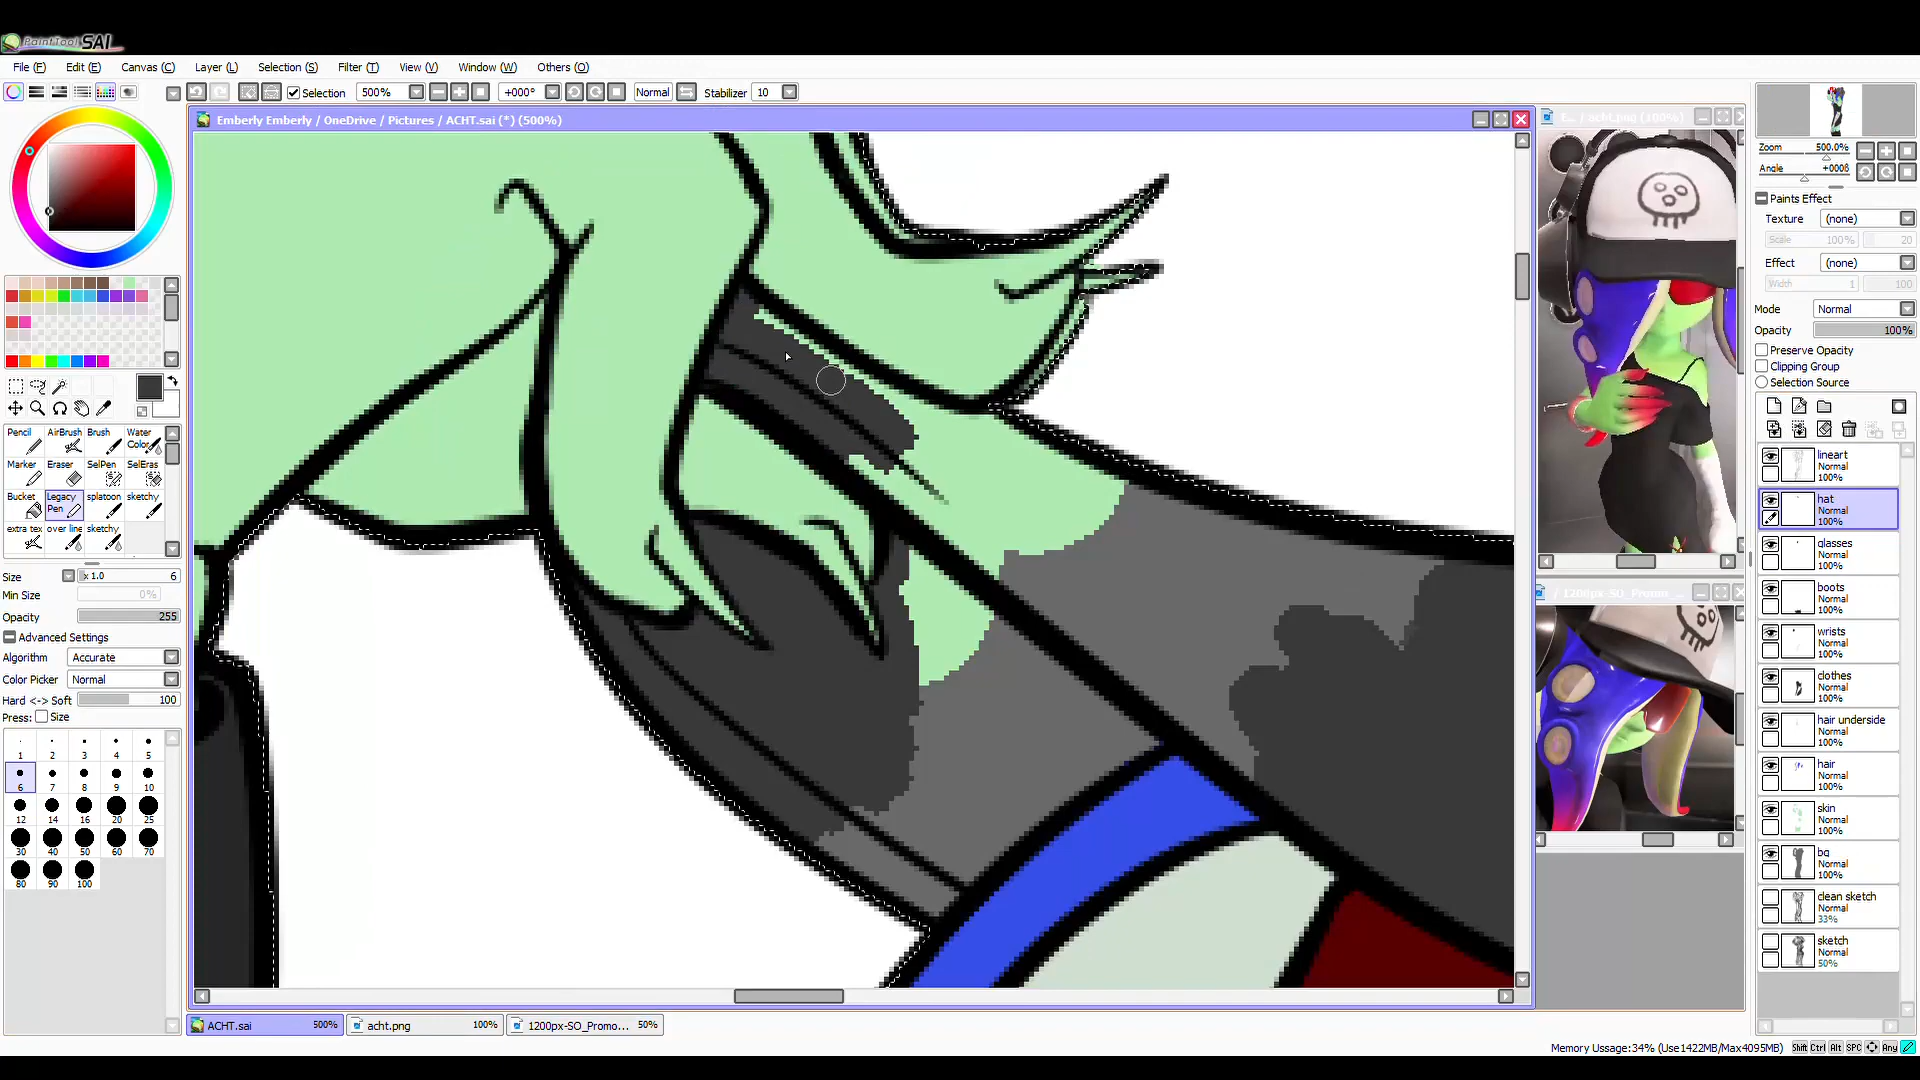 PaintTool SAI
File (F) Edit (E) Canvas (C) Layer (L) Selection (S) Filter (T) View (V) Window (W) Others (O)
Selection 500% +000° Normal Stabilizer 10
Emberly Emberly / OneDrive / Pictures / ACHT.sai (*) (500%)
E... / acht.png (100%)
Zoom 500.0%
Angle +000°
Paints Effect
Texture (none)
Scale 100% 20
Effect (none)
Width 1 100
Mode Normal
Opacity 100%
Preserve Opacity
Clipping Group
Selection Source
Pencil AirBrush Brush Water Color
Marker Eraser SelPen SelEras
Bucket Legacy Pen splatoon sketchy
extra tex over line sketchy
Size x 1.0 6
Min Size 0%
Opacity 255
Advanced Settings
Algorithm Accurate
Color Picker Normal
Hard <-> Soft 100
Press: Size
1 2 3 4 5
6 7 8 9 10
12 14 16 20 25
30 40 50 60 70
80 90 100
/ 1200px-SO_Promo_...
lineart
Normal
100%
hat
Normal
100%
glasses
Normal
100%
boots
Normal
100%
wrists
Normal
100%
clothes
Normal
100%
hair underside
Normal
100%
hair
Normal
100%
skin
Normal
100%
bg
Normal
100%
clean sketch
Normal
33%
sketch
Normal
50%
ACHT.sai 500% acht.png 100% 1200px-SO_Promo... 50%
Memory Ussage:34% (Use1422MB/Max4095MB) Shift Ctrl Alt SPC Any